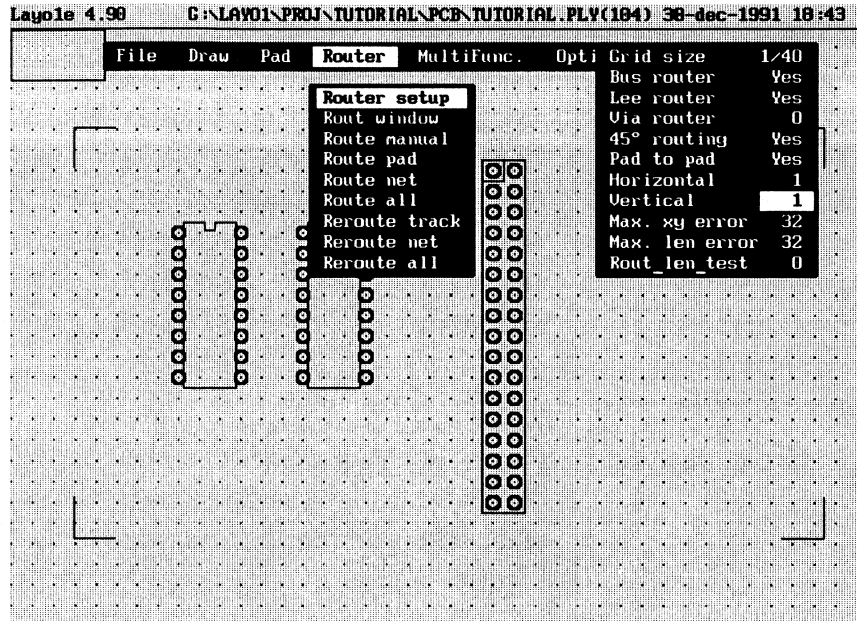 Layo1e 4.90 G:\LAYO1\PROJ\TUTORIAL\PCB\TUTORIAL.PLY(104) 30-dec-1991 18:43
File Draw Pad Router MultiFunc. Opti
Router setup
Rout window
Route manual
Route pad
Route net
Route all
Reroute track
Reroute net
Reroute all
Grid size 1/40
Bus router Yes
Lee router Yes
Via router 0
45° routing Yes
Pad to pad Yes
Horizontal 1
Vertical 1
Max. xy error 32
Max. len error 32
Rout_len_test 0